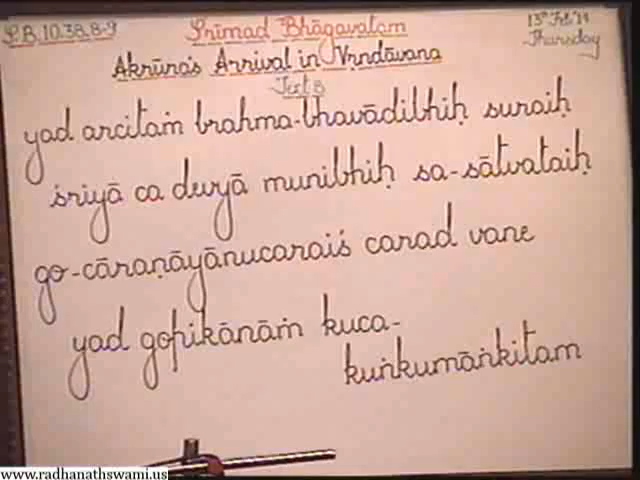 S.B. 10.38.8-9
Śrīmad Bhāgavatam
13th Feb '14
Thursday
Akrūra's Arrival in Vṛndāvana
Text 8
yad arcitaṁ brahma-bhavādibhiḥ suraiḥ
śriyā ca devyā munibhiḥ sa-sātvataiḥ
go-cāraṇāyānucaraiś carad vane
yad gopikānāṁ kuca-
kuṅkumāṅkitam
www.radhanathswami.us